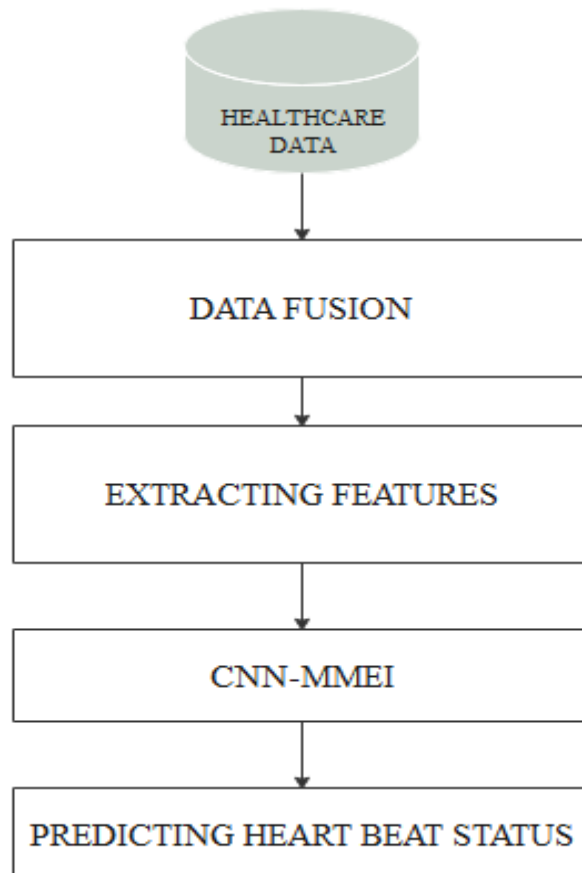 HEALTHCARE
DATA
DATA FUSION
EXTRACTING FEATURES
CNN-MMEI
PREDICTING HEART BEAT STATUS